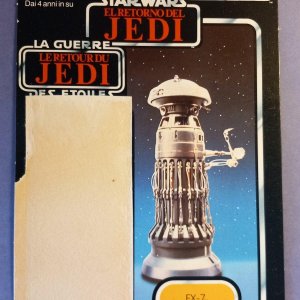 Dai 4 anni in su
STAR WARS
EL RETORNO DEL
JEDI
LA GUERRE
LE RETOUR DU
JEDI
DES ETOILES
FX-7